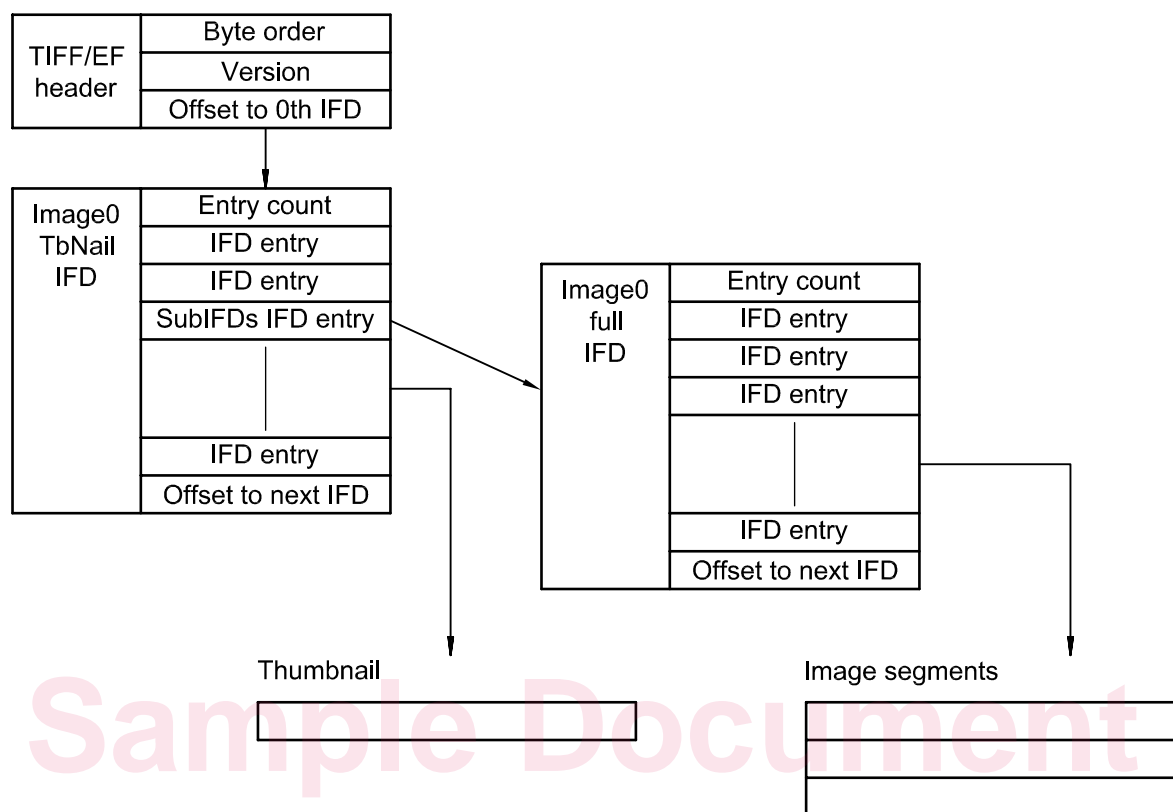 TIFF/EF
header
Byte order
Version
Offset to 0th IFD
Image0
TbNail
IFD
Entry count
IFD entry
IFD entry
SubIFDs IFD entry
IFD entry
Offset to next IFD
Image0
full
IFD
Entry count
IFD entry
IFD entry
IFD entry
IFD entry
Offset to next IFD
Thumbnail
Image segments
Sample Document